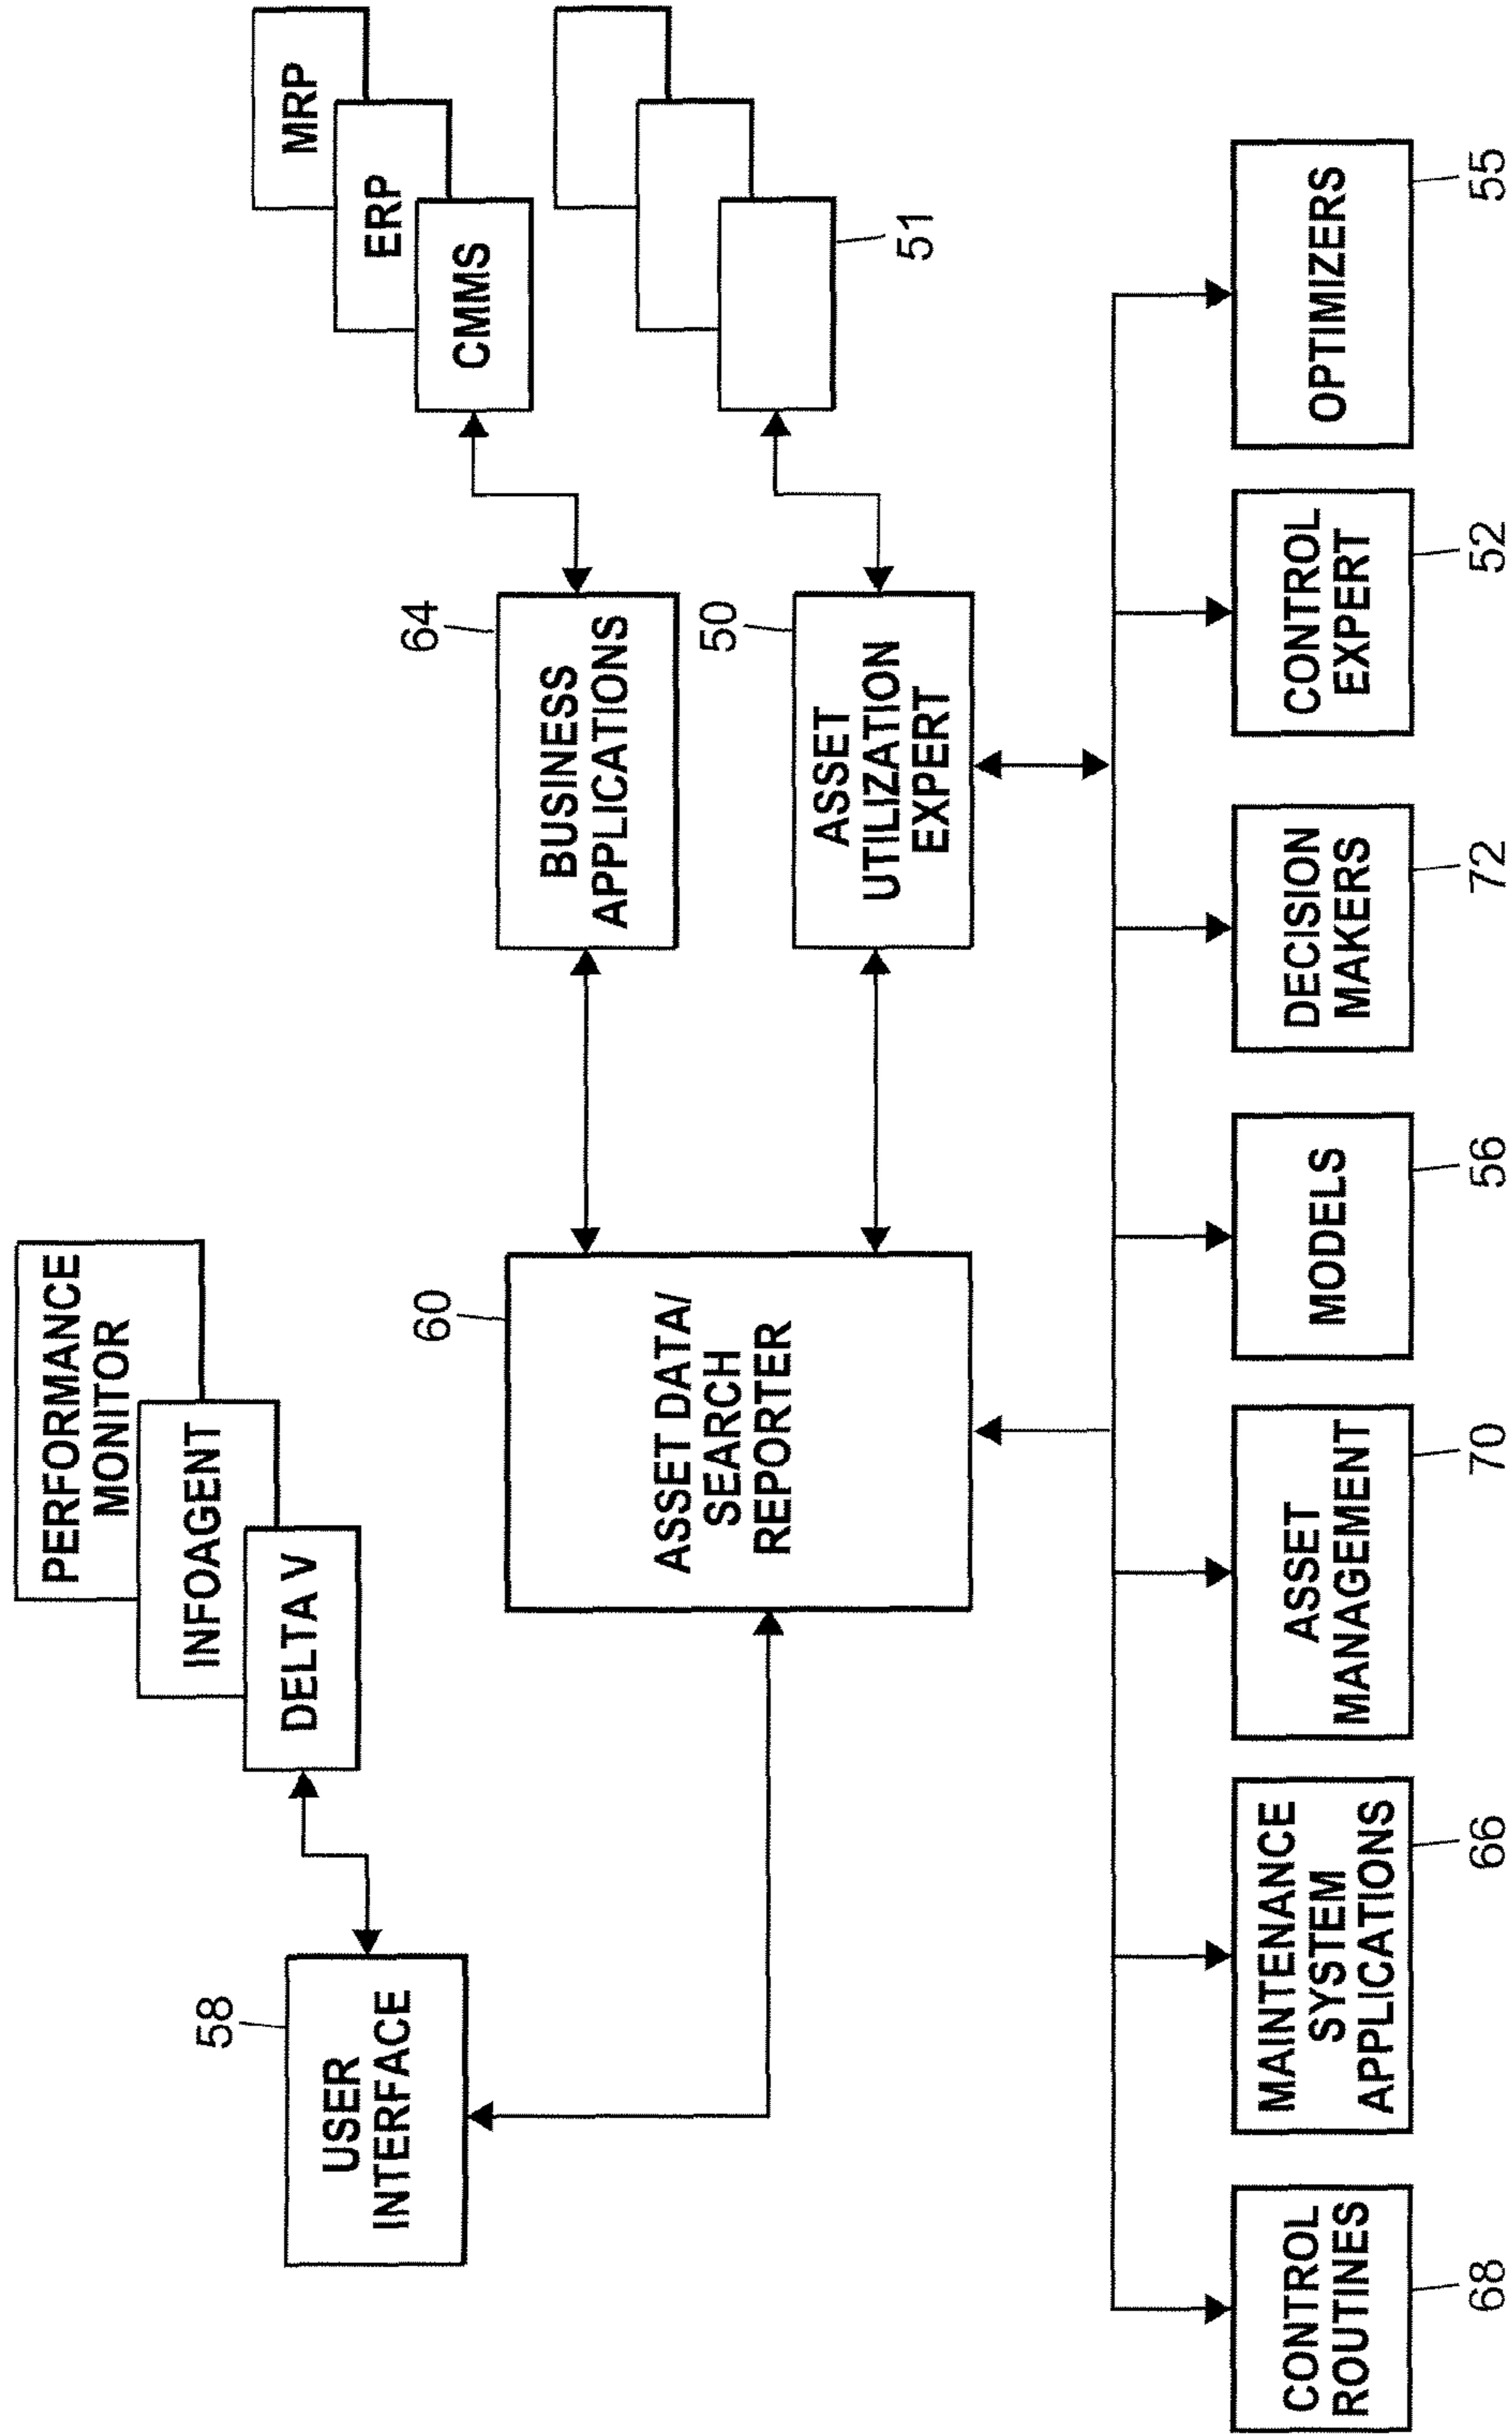 PERFORMANCE
MONITOR
INFOAGENT
DELTA V
58
USER
INTERFACE
60
ASSET DATA/
SEARCH
REPORTER
MRP
ERP
CMMS
64
BUSINESS
APPLICATIONS
51
50
ASSET
UTILIZATION
EXPERT
CONTROL
ROUTINES
68
MAINTENANCE
SYSTEM
APPLICATIONS
66
ASSET
MANAGEMENT
70
MODELS
56
DECISION
MAKERS
72
CONTROL
EXPERT
52
OPTIMIZERS
55